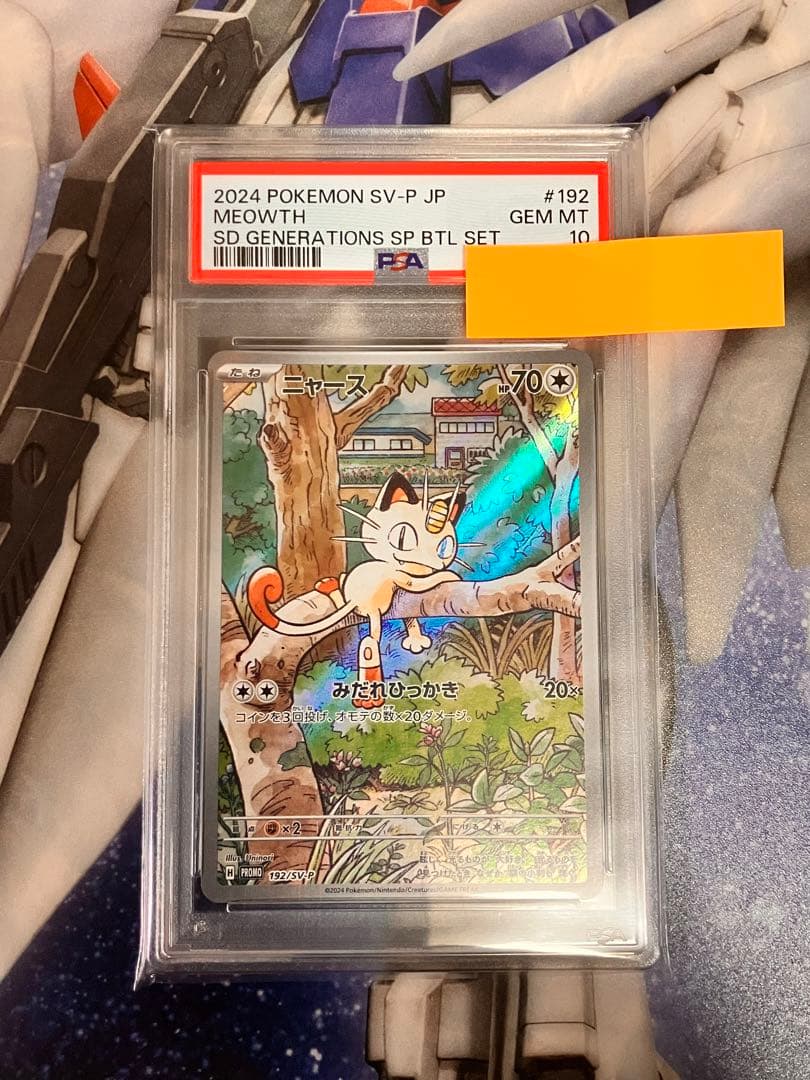 2024 POKEMON SV-P JP #192
MEOWTH GEM MT
SD GENERATIONS SP BTL SET 10
PSA
たね ニャース HP70
みだれひっかき 20×
コインを3回投げ、オモテの数×20ダメージ。
×2
Illus. Uninori
H PROMO 192/SV-P
©2024 Pokémon/Nintendo/Creatures/GAME FREAK